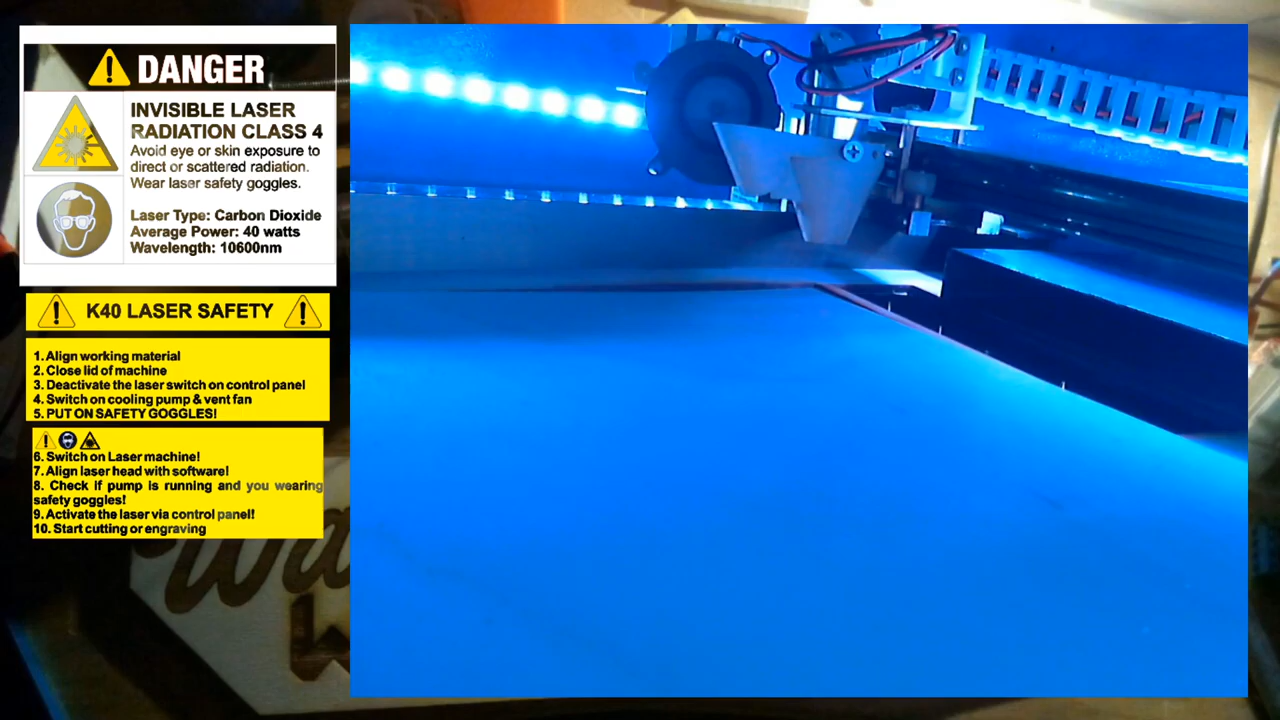 DANGER
INVISIBLE LASER
RADIATION CLASS 4
Avoid eye or skin exposure to
direct or scattered radiation.
Wear laser safety goggles.
Laser Type: Carbon Dioxide
Average Power: 40 watts
Wavelength: 10600nm
K40 LASER SAFETY
1. Align working material
2. Close lid of machine
3. Deactivate the laser switch on control panel
4. Switch on cooling pump & vent fan
5. PUT ON SAFETY GOGGLES!
6. Switch on Laser machine!
7. Align laser head with software!
8. Check if pump is running and you wearing
safety goggles!
9. Activate the laser via control panel!
10. Start cutting or engraving